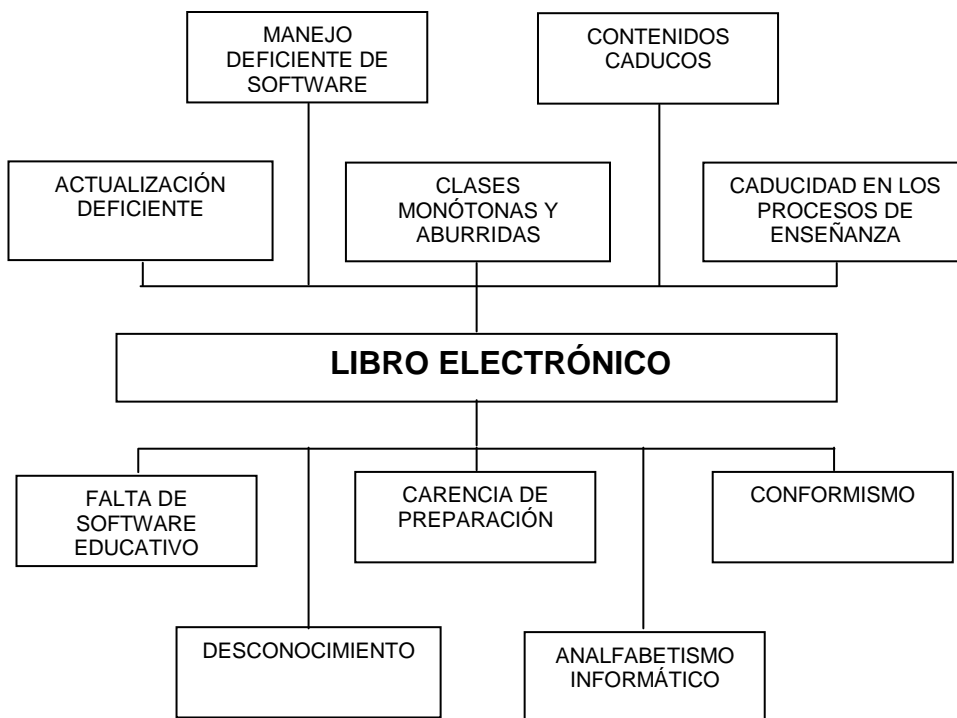 MANEJO
DEFICIENTE DE
SOFTWARE
CONTENIDOS
CADUCOS
ACTUALIZACIÓN
DEFICIENTE
CLASES
MONÓTONAS Y
ABURRIDAS
CADUCIDAD EN LOS
PROCESOS DE
ENSEÑANZA
LIBRO ELECTRÓNICO
FALTA DE
SOFTWARE
EDUCATIVO
CARENCIA DE
PREPARACIÓN
CONFORMISMO
DESCONOCIMIENTO
ANALFABETISMO
INFORMÁTICO